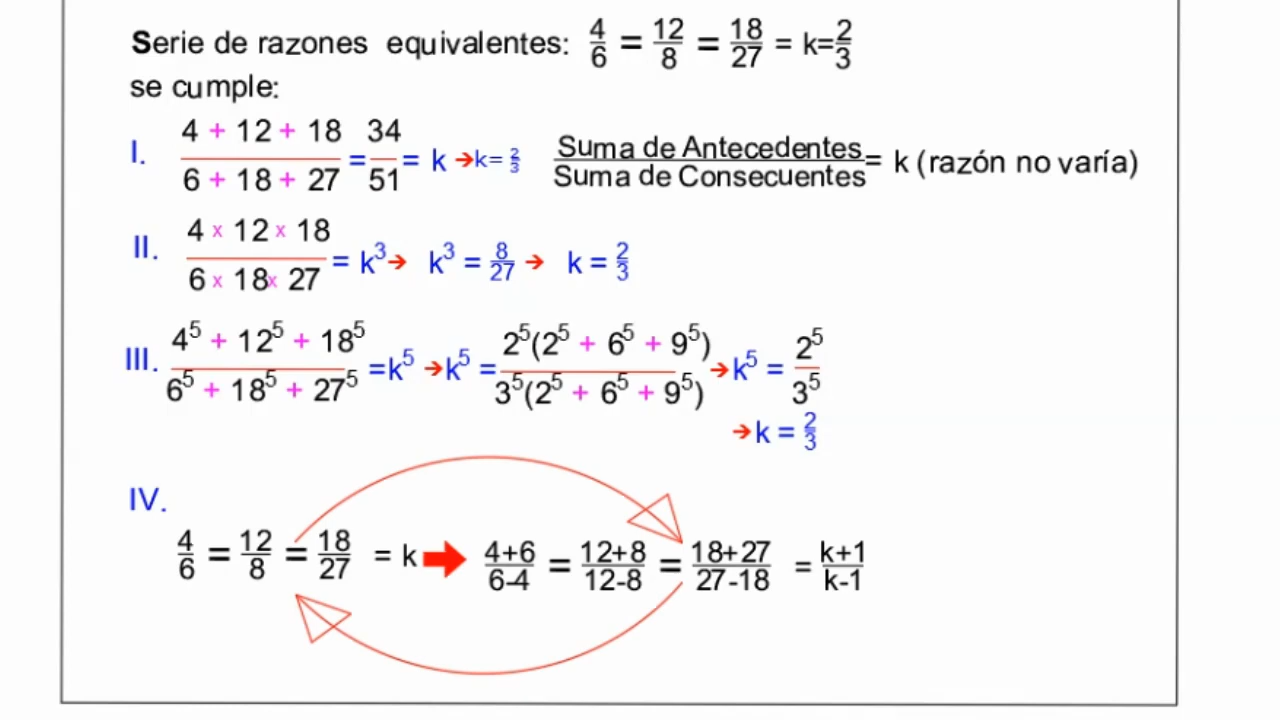 Serie de razones equivalentes: 4/6 = 12/8 = 18/27 = k=2/3
se cumple:
I. (4 + 12 + 18)/(6 + 18 + 27) = 34/51 = k ➔ k= 2/3 Suma de Antecedentes/Suma de Consecuentes = k (razón no varía)
II. (4 x 12 x 18)/(6 x 18 x 27) = k³ ➔ k³ = 8/27 ➔ k = 2/3
III. (4⁵ + 12⁵ + 18⁵)/(6⁵ + 18⁵ + 27⁵) =k⁵ ➔ k⁵ = 2⁵(2⁵ + 6⁵ + 9⁵)/3⁵(2⁵ + 6⁵ + 9⁵) ➔ k⁵ = 2⁵/3⁵
➔ k = 2/3
IV.
4/6 = 12/8 = 18/27 = k ➔ (4+6)/(6-4) = (12+8)/(12-8) = (18+27)/(27-18) = (k+1)/(k-1)